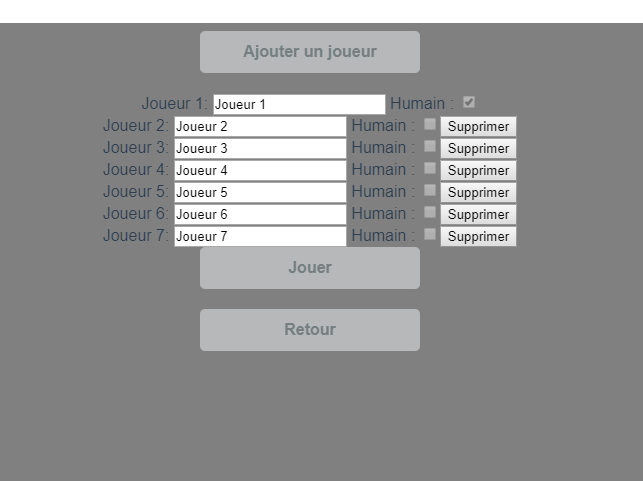 Ajouter un joueur
Joueur 1: Joueur 1 Humain :
Joueur 2: Joueur 2 Humain : Supprimer
Joueur 3: Joueur 3 Humain : Supprimer
Joueur 4: Joueur 4 Humain : Supprimer
Joueur 5: Joueur 5 Humain : Supprimer
Joueur 6: Joueur 6 Humain : Supprimer
Joueur 7: Joueur 7 Humain : Supprimer
Jouer
Retour